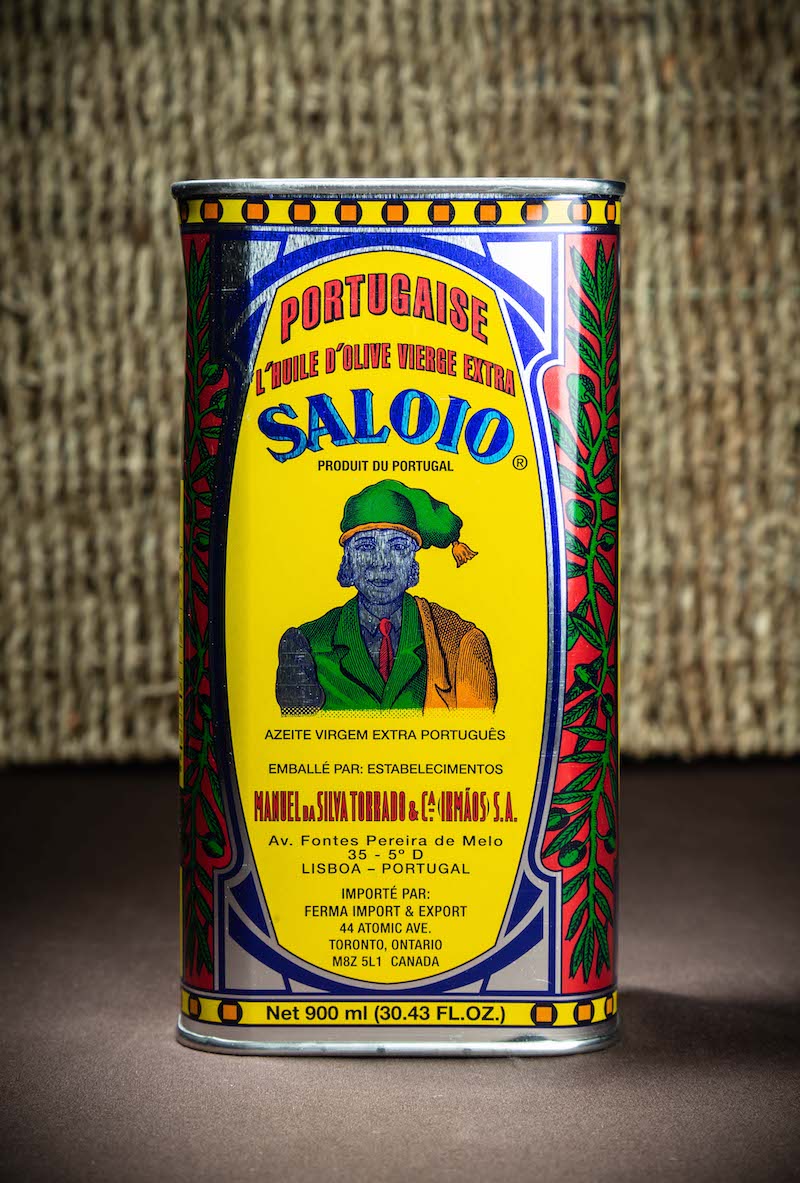 PORTUGAISE
L'HUILE D'OLIVE VIERGE EXTRA
SALOIO ®
PRODUIT DU PORTUGAL
AZEITE VIRGEM EXTRA PORTUGUÊS
EMBALLÉ PAR: ESTABELECIMENTOS
MANUEL DA SILVA TORRADO & CA (IRMÃOS) S.A.
Av. Fontes Pereira de Melo
35 - 5º D
LISBOA – PORTUGAL
IMPORTÉ PAR:
FERMA IMPORT & EXPORT
44 ATOMIC AVE.
TORONTO, ONTARIO
M8Z 5L1 CANADA
Net 900 ml (30.43 FL.OZ.)